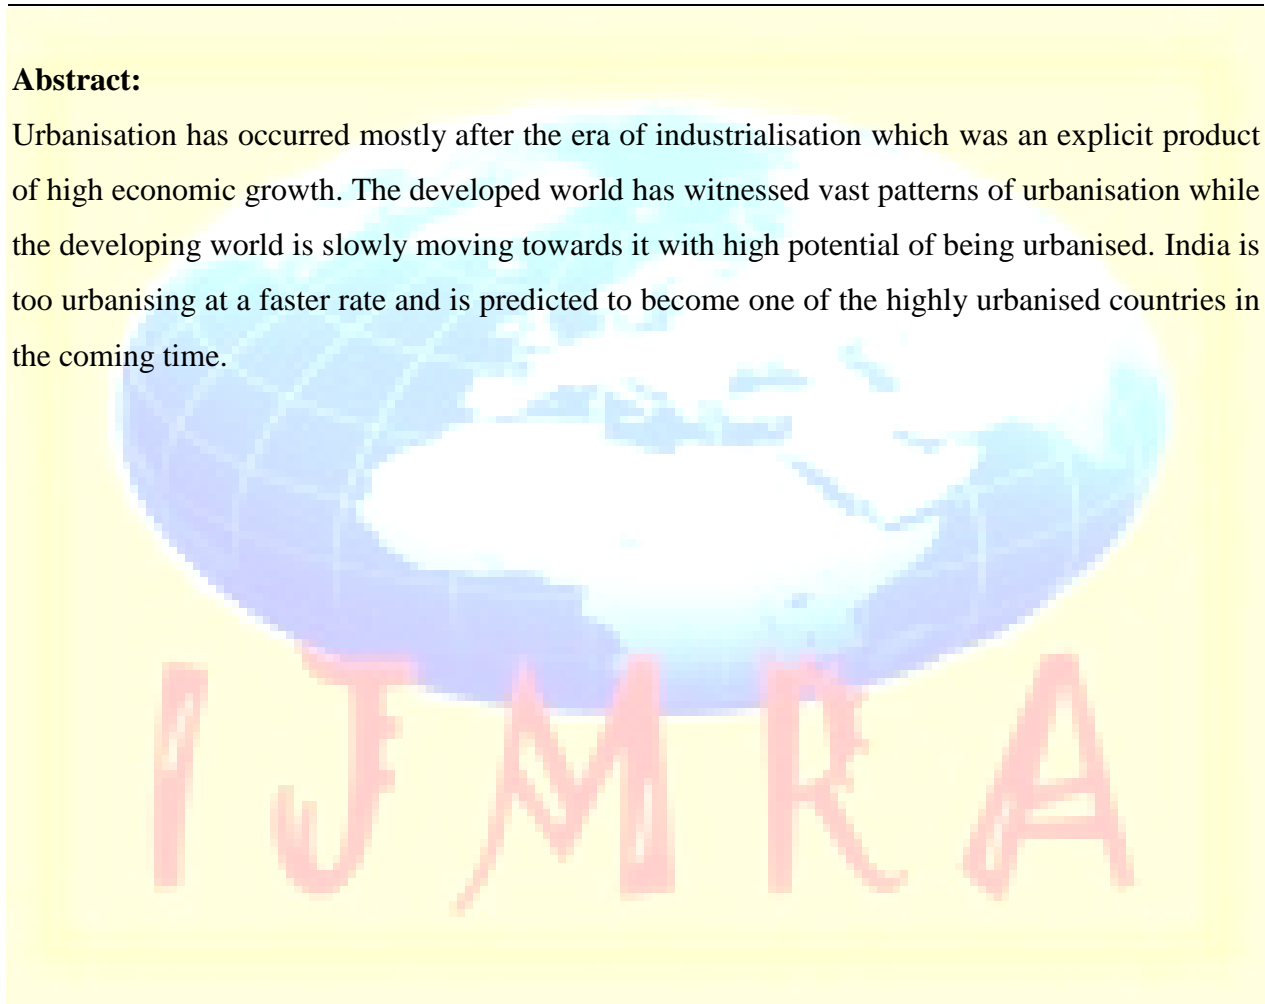 Abstract:
Urbanisation has occurred mostly after the era of industrialisation which was an explicit product
of high economic growth. The developed world has witnessed vast patterns of urbanisation while
the developing world is slowly moving towards it with high potential of being urbanised. India is
too urbanising at a faster rate and is predicted to become one of the highly urbanised countries in
the coming time.
IJMRA